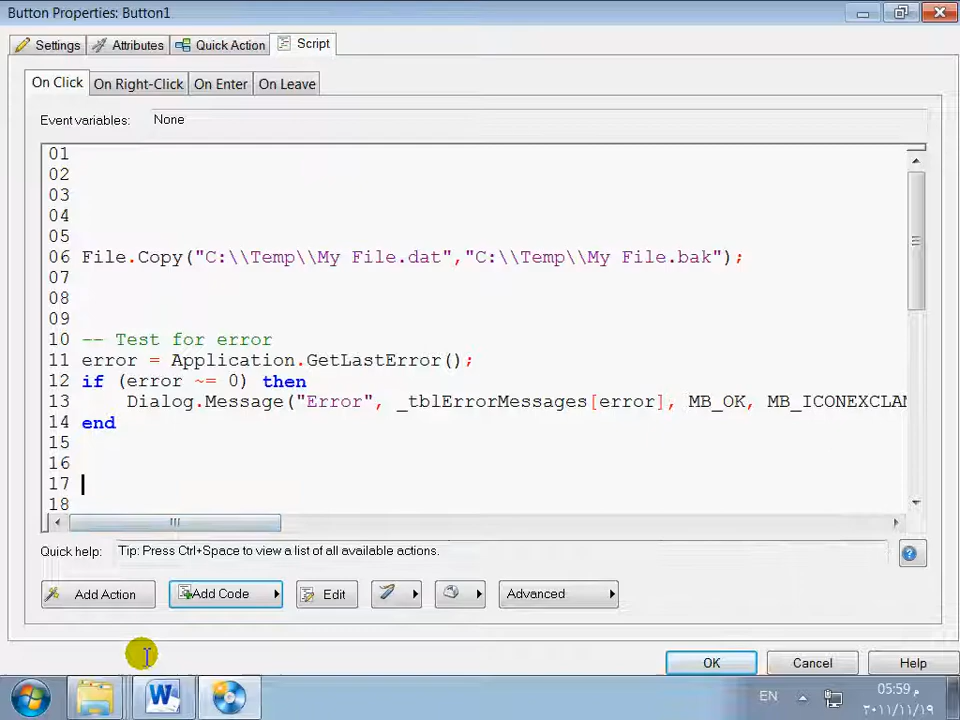 Button Properties: Button1
Settings Attributes Quick Action Script
On Click On Right-Click On Enter On Leave
Event variables: None
01
02
03
04
05
06 File.Copy("C:\\Temp\\My File.dat","C:\\Temp\\My File.bak");
07
08
09
10 -- Test for error
11 error = Application.GetLastError();
12 if (error ~= 0) then
13 Dialog.Message("Error", _tblErrorMessages[error], MB_OK, MB_ICONEXCLAM
14 end
15
16
17
18
Quick help: Tip: Press Ctrl+Space to view a list of all available actions.
Add Action Add Code Edit Advanced
OK Cancel Help
EN 05:59 م
٢٠١١/١١/١٩